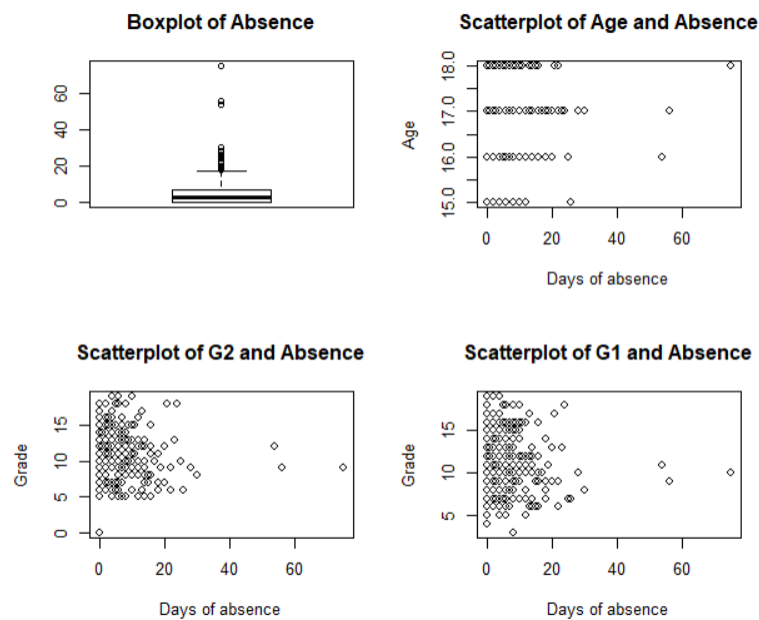 Boxplot of Absence
0 20 40 60
Scatterplot of Age and Absence
Age
15.0 16.0 17.0 18.0
0 20 40 60
Days of absence
Scatterplot of G2 and Absence
Grade
0 5 10 15
0 20 40 60
Days of absence
Scatterplot of G1 and Absence
Grade
5 10 15
0 20 40 60
Days of absence